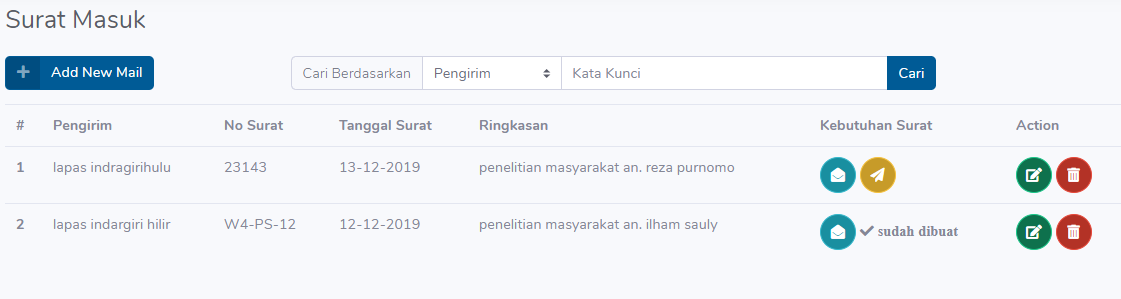 Surat Masuk
Add New Mail Cari Berdasarkan Pengirim Kata Kunci Cari
# Pengirim No Surat Tanggal Surat Ringkasan Kebutuhan Surat Action
1 lapas indragirihulu 23143 13-12-2019 penelitian masyarakat an. reza purnomo
2 lapas indargiri hilir W4-PS-12 12-12-2019 penelitian masyarakat an. ilham sauly sudah dibuat